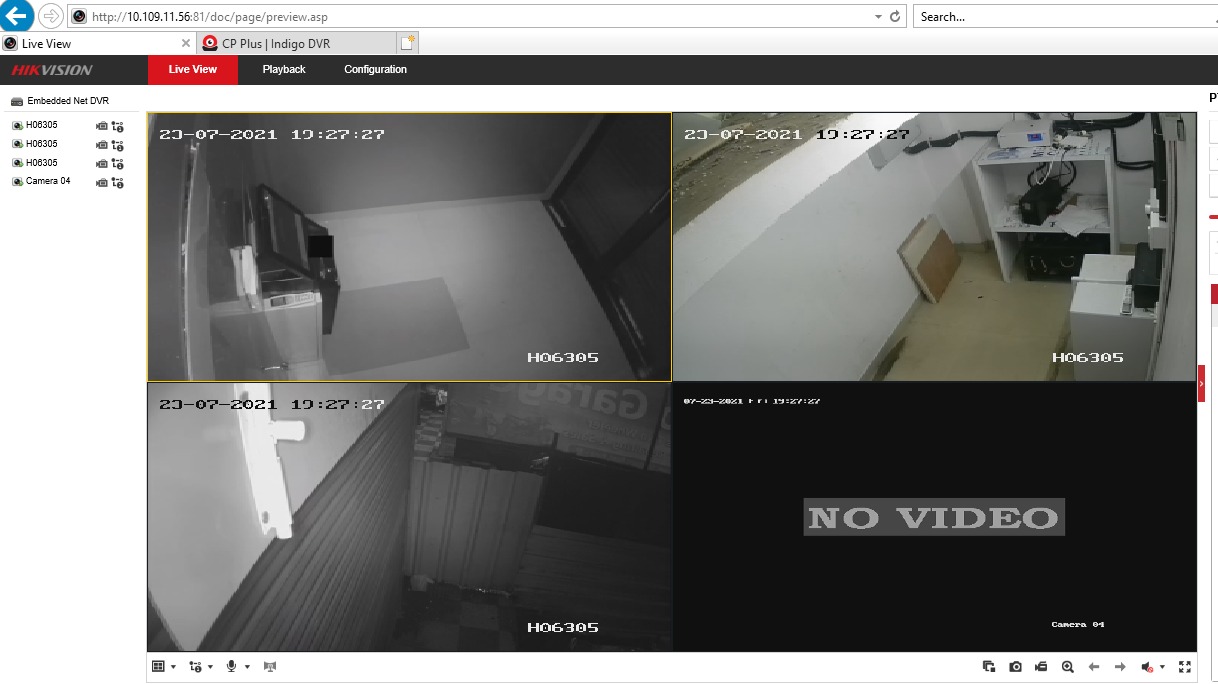 http://10.109.11.56:81/doc/page/preview.asp
Search...
Live View
CP Plus | Indigo DVR
HIKVISION
Live View
Playback
Configuration
Embedded Net DVR
H06305
H06305
H06305
Camera 04
23-07-2021 19:27:27
H06305
23-07-2021 19:27:27
H06305
23-07-2021 19:27:27
Garage
H06305
07-23-2021 Fri 19:27:27
NO VIDEO
Camera 04